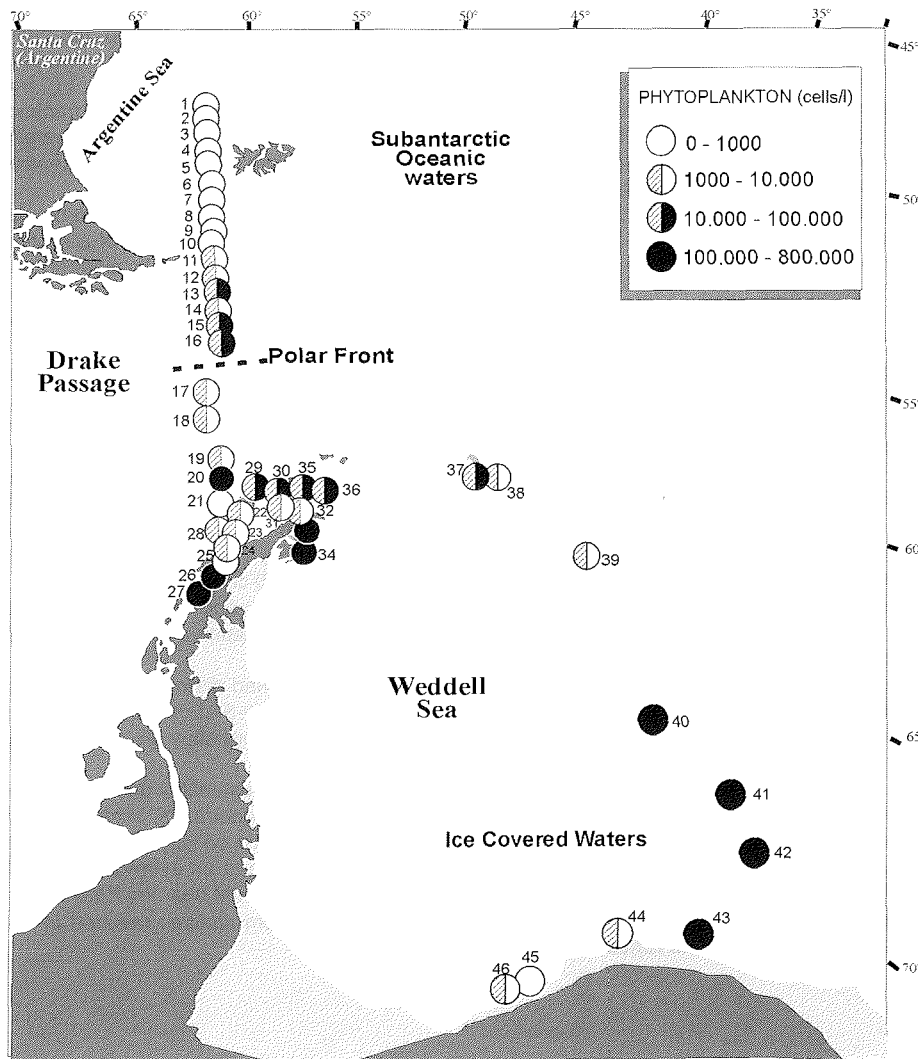 70° 65° 60° 55° 50° 45° 40° 35°
Santa Cruz
(Argentine)
Argentine Sea
45°
1
2
3
4
5
6
7
8
9
10
11
12
13
14
15
16
Subantarctic
Oceanic
waters
PHYTOPLANKTON (cells/l)
0 - 1000
1000 - 10.000
10.000 - 100.000
100.000 - 800.000
50°
Drake
Passage
Polar Front
17
18
55°
19
20
21
22
23
24
25
26
27
28
29
30
31
32
34
35
36
37
38
39
60°
Weddell
Sea
40
65
41
Ice Covered Waters
42
43
44
45
46
70°